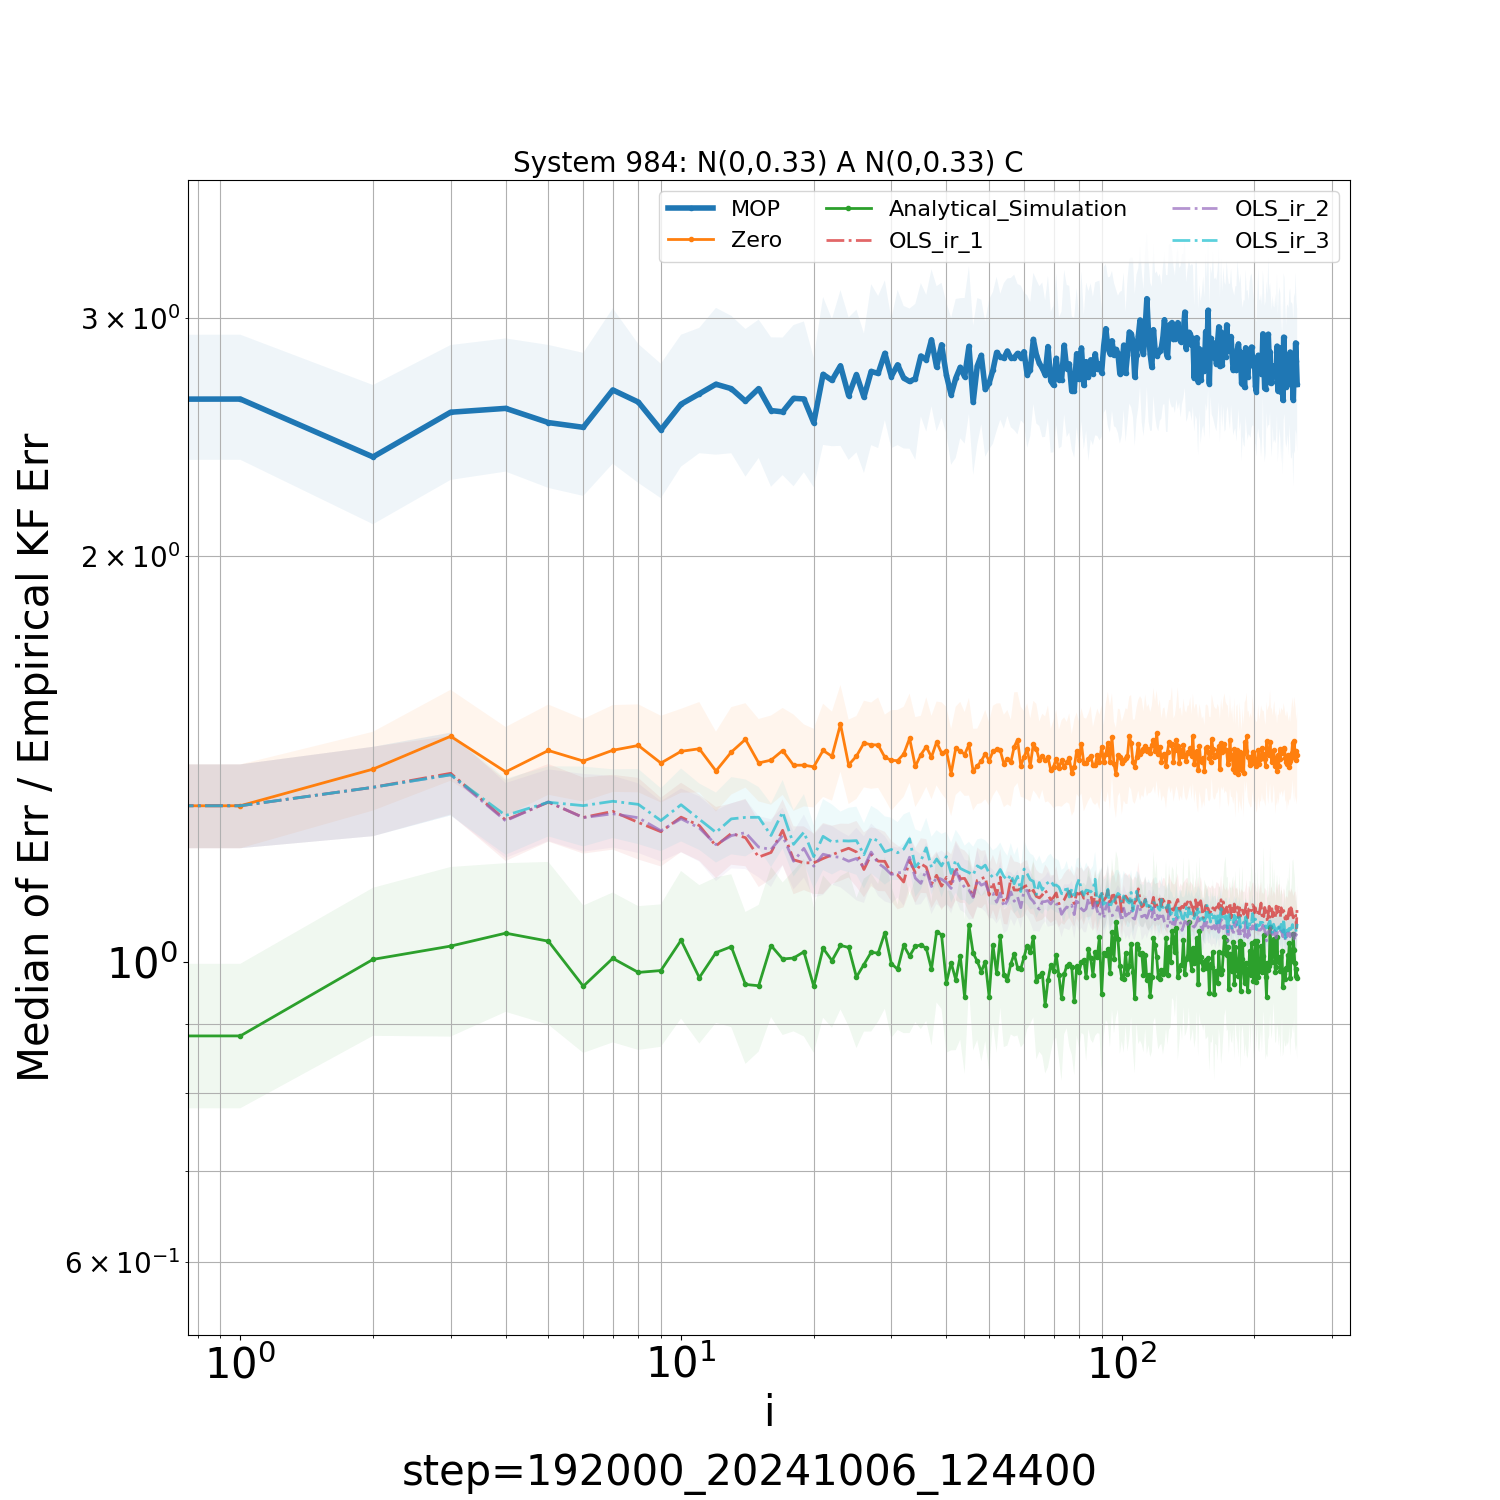 System 984: N(0,0.33) A N(0,0.33) C
MOP
Zero
Analytical_Simulation
OLS_ir_1
OLS_ir_2
OLS_ir_3
Median of Err / Empirical KF Err
3 × 10⁰
2 × 10⁰
10⁰
6 × 10⁻¹
10⁰ 10¹ 10²
i
step=192000_20241006_124400